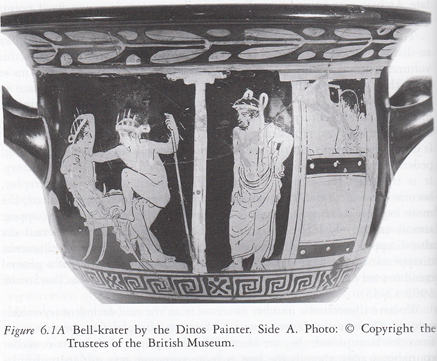 Figure 6.1A Bell-krater by the Dinos Painter. Side A. Photo: © Copyright the
Trustees of the British Museum.